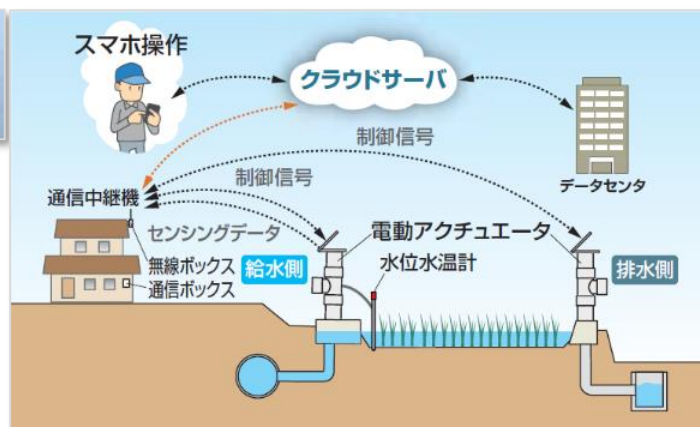 スマホ操作
クラウドサーバ
制御信号
データセンタ
通信中継機
制御信号
センシングデータ
電動アクチュエータ
無線ボックス
給水側
水位水温計
排水側
通信ボックス